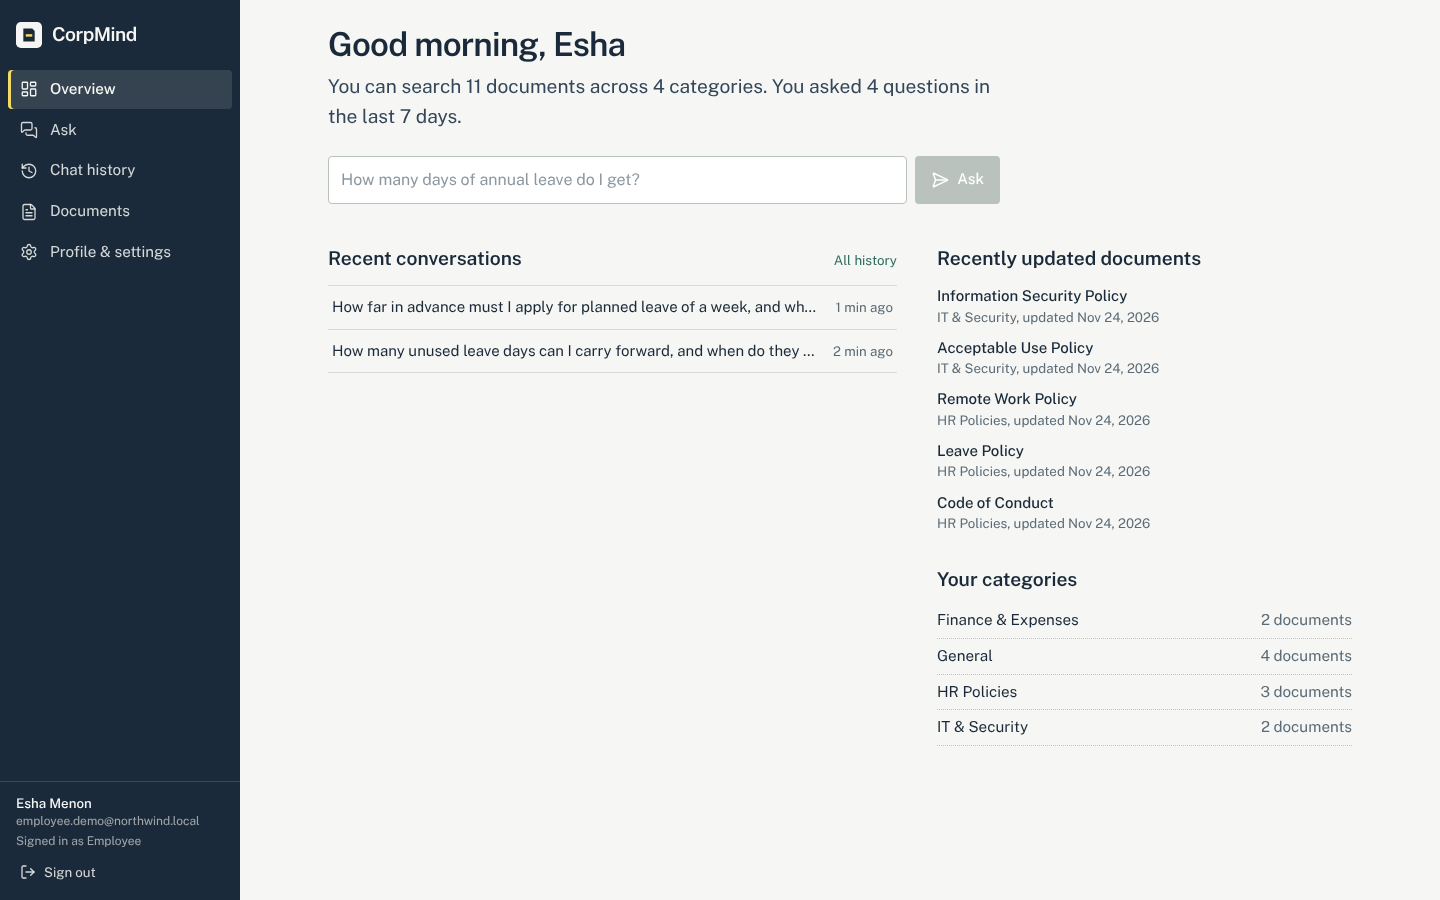 CorpMind
Overview
Ask
Chat history
Documents
Profile & settings
Esha Menon
employee.demo@northwind.local
Signed in as Employee
Sign out
Good morning, Esha
You can search 11 documents across 4 categories. You asked 4 questions in
the last 7 days.
How many days of annual leave do I get?
Ask
Recent conversations
All history
How far in advance must I apply for planned leave of a week, and wh...
1 min ago
How many unused leave days can I carry forward, and when do they ...
2 min ago
Recently updated documents
Information Security Policy
IT & Security, updated Nov 24, 2026
Acceptable Use Policy
IT & Security, updated Nov 24, 2026
Remote Work Policy
HR Policies, updated Nov 24, 2026
Leave Policy
HR Policies, updated Nov 24, 2026
Code of Conduct
HR Policies, updated Nov 24, 2026
Your categories
Finance & Expenses
2 documents
General
4 documents
HR Policies
3 documents
IT & Security
2 documents